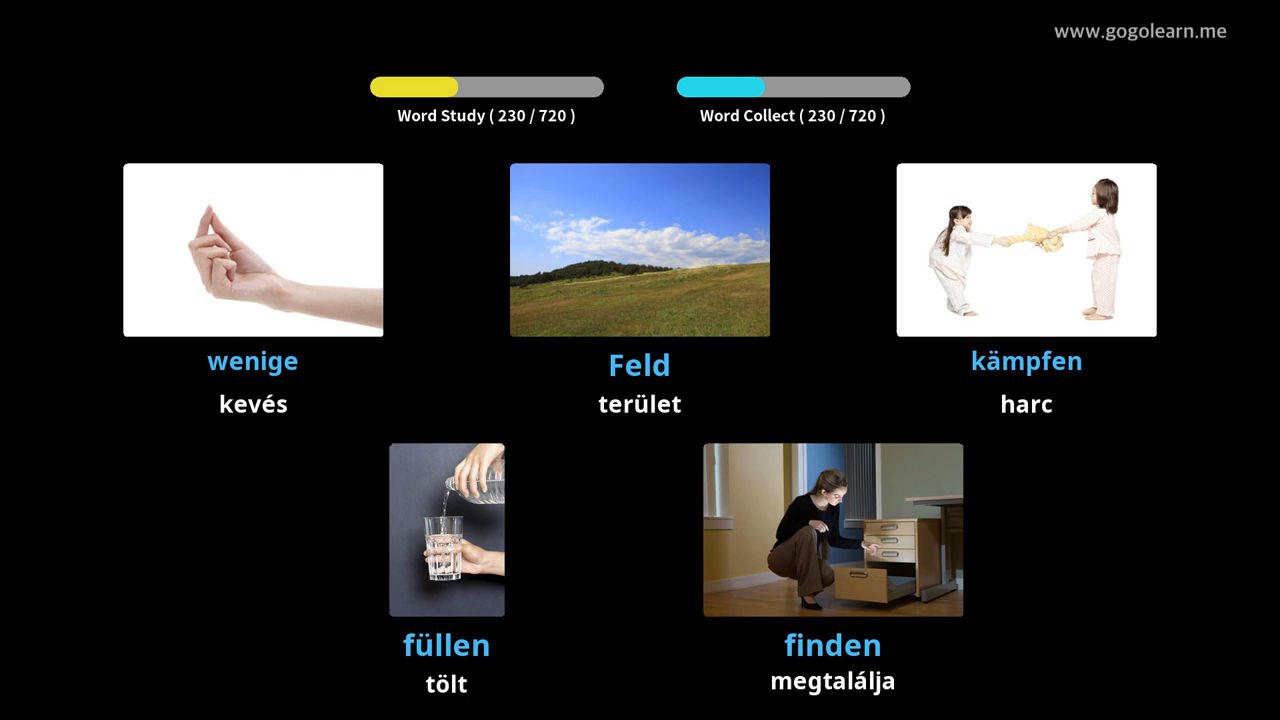 www.gogolearn.me
Word Study ( 230 / 720 )
Word Collect ( 230 / 720 )
wenige
kevés
Feld
terület
kämpfen
harc
füllen
tölt
finden
megtalálja